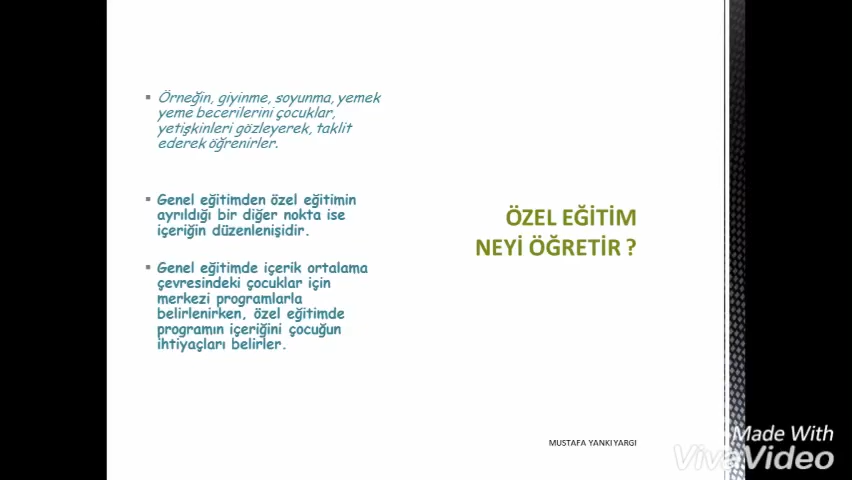 Örneğin, giyinme, soyunma, yemek
yeme becerilerini çocuklar,
yetişkinleri gözleyerek, taklit
ederek öğrenirler.
Genel eğitimden özel eğitimin
ayrıldığı bir diğer nokta ise
içeriğin düzenlenişidir.
Genel eğitimde içerik ortalama
çevresindeki çocuklar için
merkezi programlarla
belirlenirken, özel eğitimde
programın içeriğini çocuğun
ihtiyaçları belirler.
ÖZEL EĞİTİM
NEYİ ÖĞRETİR ?
MUSTAFA YANKI YARGI
Made With
VivaVideo